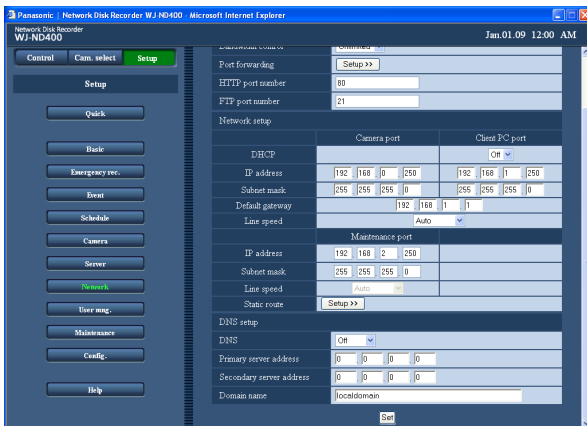 Panasonic | Network Disk Recorder WJ-ND400 - Microsoft Internet Explorer
Network Disk Recorder
WJ-ND400
Jan.01.09 12:00 AM
Control Cam. select Setup
Setup
Quick
Basic
Emergency rec.
Event
Schedule
Camera
Server
Network
User mng.
Maintenance
Config.
Help
Bandwidth control Unlimited
Port forwarding Setup >>
HTTP port number 80
FTP port number 21
Network setup
Camera port Client PC port
DHCP Off
IP address 192 . 168 . 0 . 250 192 . 168 . 1 . 250
Subnet mask 255 . 255 . 255 . 0 255 . 255 . 255 . 0
Default gateway 192 . 168 . 1 . 1
Line speed Auto
Maintenance port
IP address 192 . 168 . 2 . 250
Subnet mask 255 . 255 . 255 . 0
Line speed Auto
Static route Setup >>
DNS setup
DNS Off
Primary server address 0 . 0 . 0 . 0
Secondary server address 0 . 0 . 0 . 0
Domain name localdomain
Set